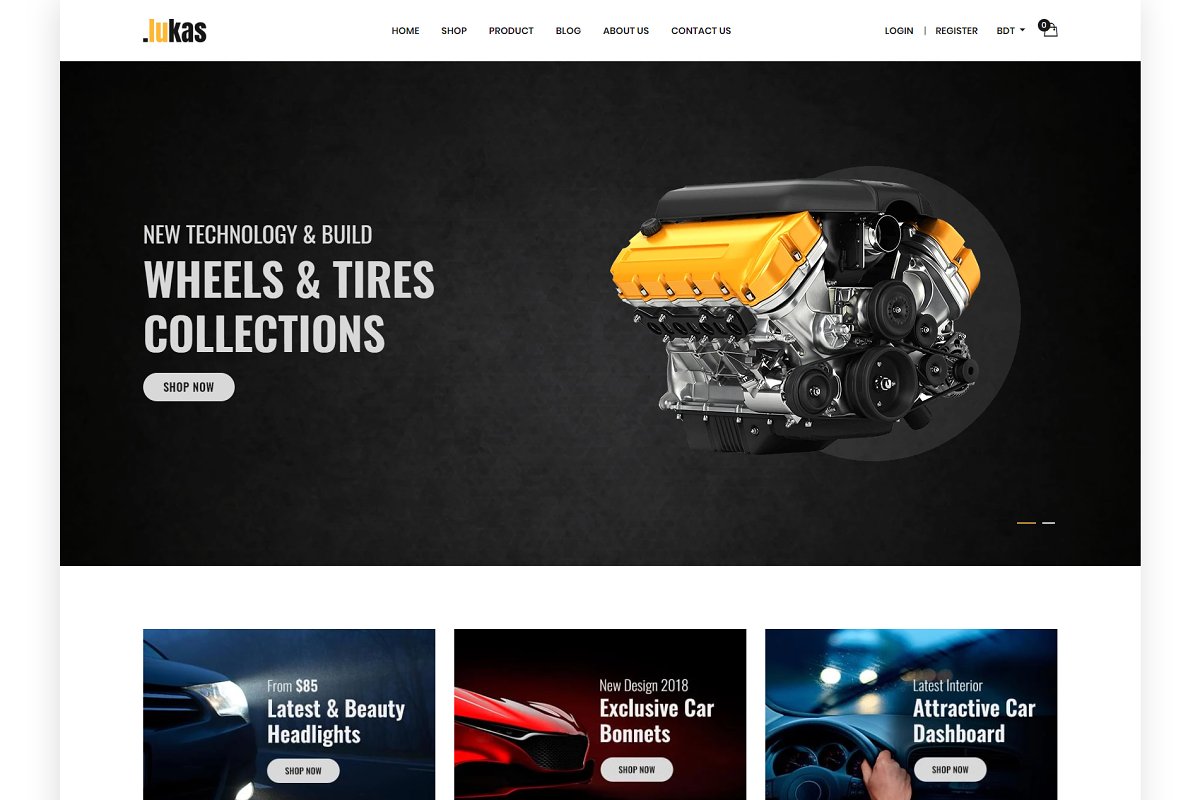 .lukas
HOME SHOP PRODUCT BLOG ABOUT US CONTACT US
LOGIN | REGISTER BDT 0
NEW TECHNOLOGY & BUILD
WHEELS & TIRES
COLLECTIONS
SHOP NOW
From $85
Latest & Beauty
Headlights
SHOP NOW
New Design 2018
Exclusive Car
Bonnets
SHOP NOW
Latest Interior
Attractive Car
Dashboard
SHOP NOW